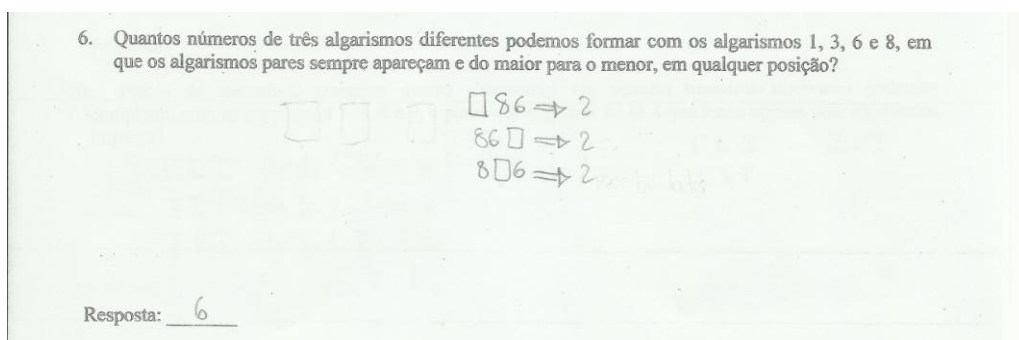 6. Quantos números de três algarismos diferentes podemos formar com os algarismos 1, 3, 6 e 8, em
que os algarismos pares sempre apareçam e do maior para o menor, em qualquer posição?
□ 86 ⇒ 2
86 □ ⇒ 2
8 □ 6 ⇒ 2
Resposta: 6